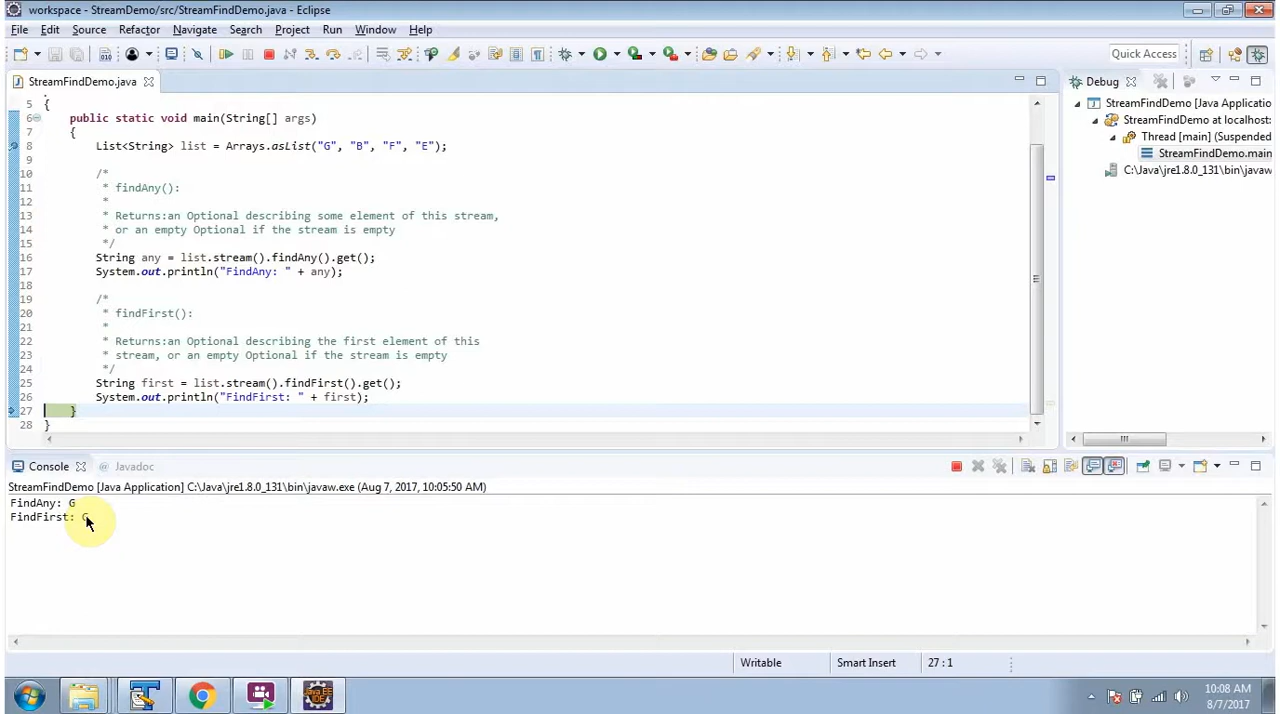 workspace - StreamDemo/src/StreamFindDemo.java - Eclipse
File Edit Source Refactor Navigate Search Project Run Window Help
Quick Access
StreamFindDemo.java
5 {
6 public static void main(String[] args)
7 {
8 List<String> list = Arrays.asList("G", "B", "F", "E");
9
10 /*
11 * findAny():
12 *
13 * Returns:an Optional describing some element of this stream,
14 * or an empty Optional if the stream is empty
15 */
16 String any = list.stream().findAny().get();
17 System.out.println("FindAny: " + any);
18
19 /*
20 * findFirst():
21 *
22 * Returns:an Optional describing the first element of this
23 * stream, or an empty Optional if the stream is empty
24 */
25 String first = list.stream().findFirst().get();
26 System.out.println("FindFirst: " + first);
27 }
28 }
Debug
StreamFindDemo [Java Applicatio
StreamFindDemo at localhost:
Thread [main] (Suspended
StreamFindDemo.main
C:\Java\jre1.8.0_131\bin\javaw
Console Javadoc
StreamFindDemo [Java Application] C:\Java\jre1.8.0_131\bin\javaw.exe (Aug 7, 2017, 10:05:50 AM)
FindAny: G
FindFirst: G
Writable Smart Insert 27 : 1
Java EE
IDE
10:08 AM
8/7/2017